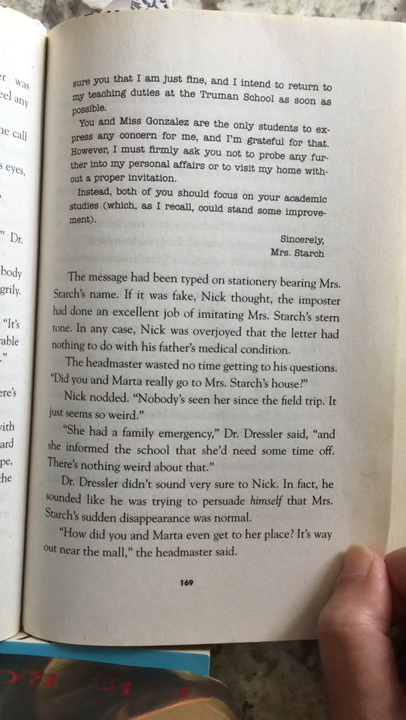 sure you that I am just fine, and I intend to return to
my teaching duties at the Truman School as soon as
possible.
You and Miss Gonzalez are the only students to ex-
press any concern for me, and I'm grateful for that.
However, I must firmly ask you not to probe any fur-
ther into my personal affairs or to visit my home with-
out a proper invitation.
Instead, both of you should focus on your academic
studies (which, as I recall, could stand some improve-
ment).
Sincerely,
Mrs. Starch
The message had been typed on stationery bearing Mrs.
Starch's name. If it was fake, Nick thought, the imposter
had done an excellent job of imitating Mrs. Starch's stern
tone. In any case, Nick was overjoyed that the letter had
nothing to do with his father's medical condition.
The headmaster wasted no time getting to his questions.
"Did you and Marta really go to Mrs. Starch's house?"
Nick nodded. "Nobody's seen her since the field trip. It
just seems so weird."
"She had a family emergency," Dr. Dressler said, "and
she informed the school that she'd need some time off.
There's nothing weird about that."
Dr. Dressler didn't sound very sure to Nick. In fact, he
sounded like he was trying to persuade himself that Mrs.
Starch's sudden disappearance was normal.
"How did you and Marta even get to her place? It's way
out near the mall," the headmaster said.
169